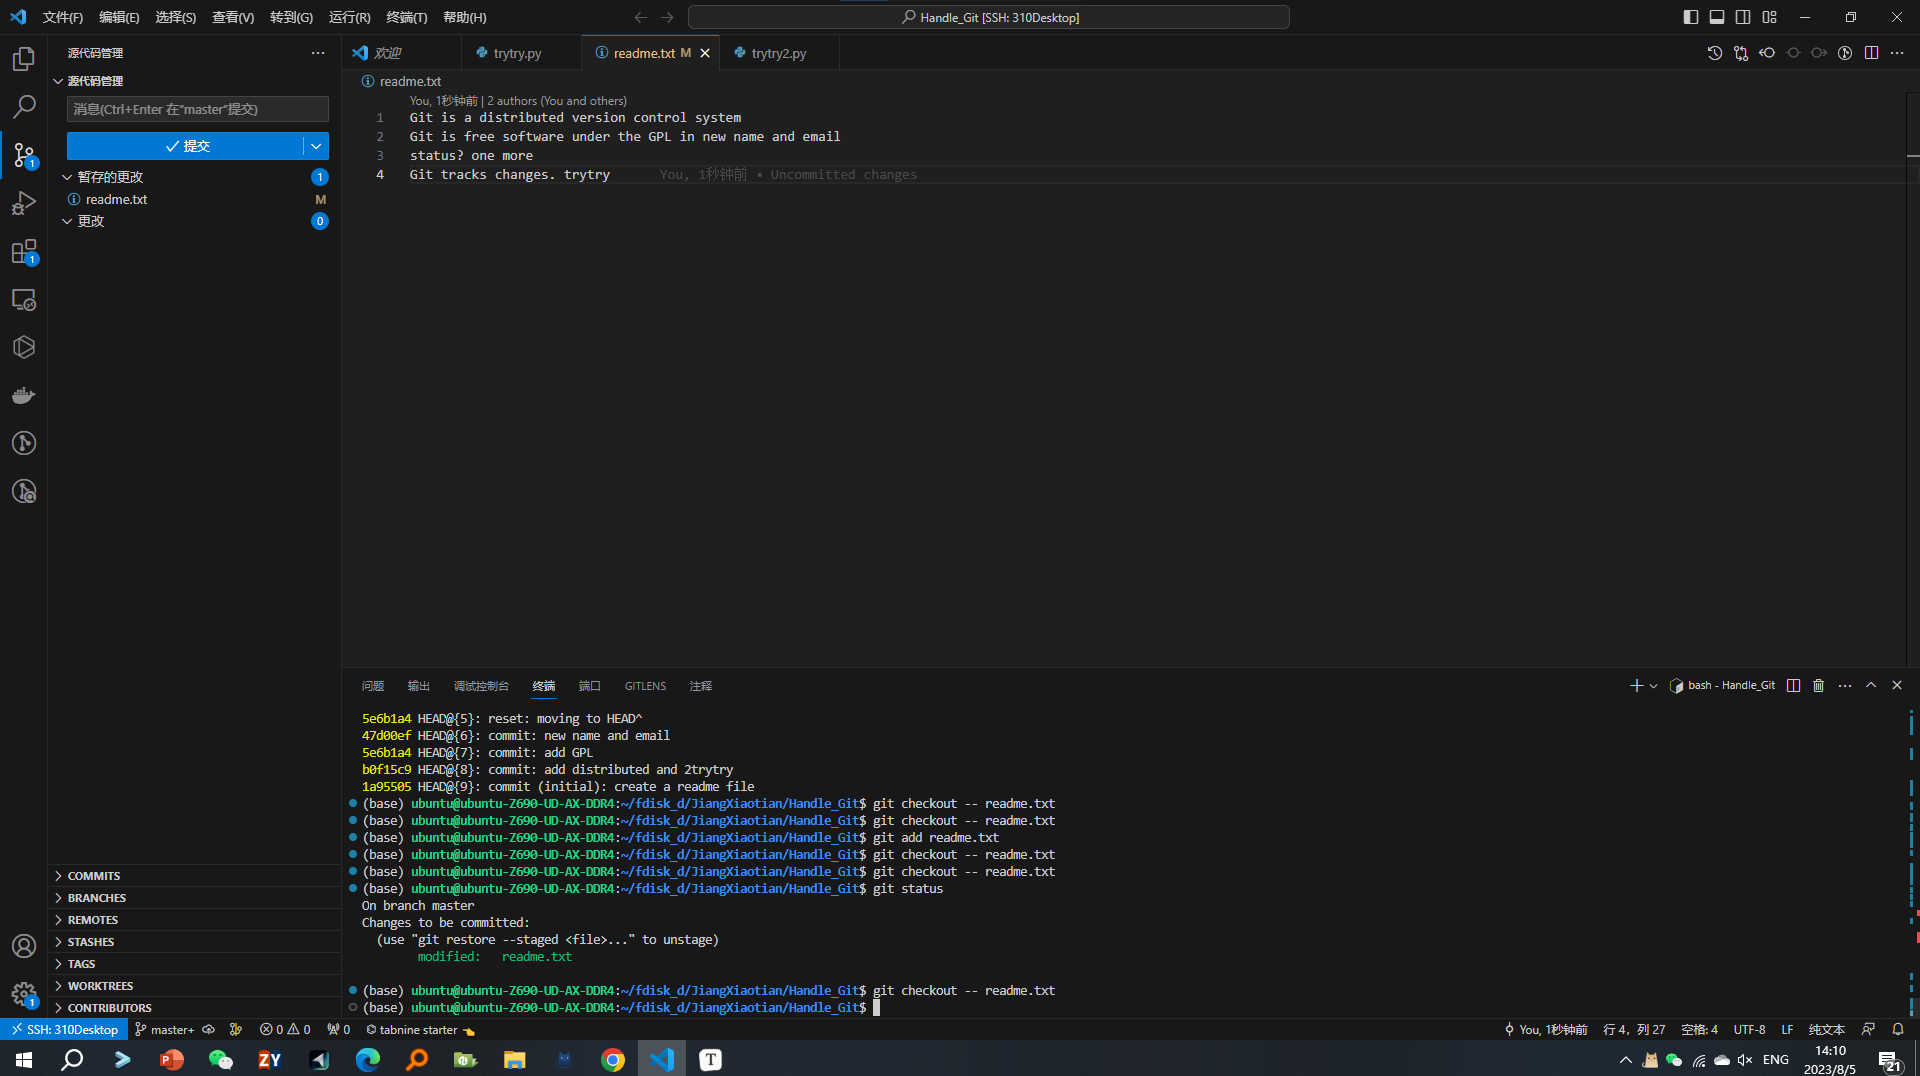 文件(F) 编辑(E) 选择(S) 查看(V) 转到(G) 运行(R) 终端(T) 帮助(H)
Handle_Git [SSH: 310Desktop]
源代码管理
源代码管理
消息(Ctrl+Enter 在"master"提交)
提交
暂存的更改 1
readme.txt M
更改 0
1
1
1
COMMITS
BRANCHES
REMOTES
STASHES
TAGS
WORKTREES
CONTRIBUTORS
欢迎 trytry.py readme.txt M trytry2.py
readme.txt
You, 1秒钟前 | 2 authors (You and others)
1 Git is a distributed version control system
2 Git is free software under the GPL in new name and email
3 status? one more
4 Git tracks changes. trytry You, 1秒钟前 • Uncommitted changes
问题 输出 调试控制台 终端 端口 GITLENS 注释
bash - Handle_Git
5e6b1a4 HEAD@{5}: reset: moving to HEAD^
47d00ef HEAD@{6}: commit: new name and email
5e6b1a4 HEAD@{7}: commit: add GPL
b0f15c9 HEAD@{8}: commit: add distributed and 2trytry
1a95505 HEAD@{9}: commit (initial): create a readme file
(base) ubuntu@ubuntu-Z690-UD-AX-DDR4:~/fdisk_d/JiangXiaotian/Handle_Git$ git checkout -- readme.txt
(base) ubuntu@ubuntu-Z690-UD-AX-DDR4:~/fdisk_d/JiangXiaotian/Handle_Git$ git checkout -- readme.txt
(base) ubuntu@ubuntu-Z690-UD-AX-DDR4:~/fdisk_d/JiangXiaotian/Handle_Git$ git add readme.txt
(base) ubuntu@ubuntu-Z690-UD-AX-DDR4:~/fdisk_d/JiangXiaotian/Handle_Git$ git checkout -- readme.txt
(base) ubuntu@ubuntu-Z690-UD-AX-DDR4:~/fdisk_d/JiangXiaotian/Handle_Git$ git checkout -- readme.txt
(base) ubuntu@ubuntu-Z690-UD-AX-DDR4:~/fdisk_d/JiangXiaotian/Handle_Git$ git status
On branch master
Changes to be committed:
(use "git restore --staged <file>..." to unstage)
modified: readme.txt
(base) ubuntu@ubuntu-Z690-UD-AX-DDR4:~/fdisk_d/JiangXiaotian/Handle_Git$ git checkout -- readme.txt
(base) ubuntu@ubuntu-Z690-UD-AX-DDR4:~/fdisk_d/JiangXiaotian/Handle_Git$
SSH: 310Desktop master+ 0 0 0 tabnine starter
You, 1秒钟前 行 4, 列 27 空格: 4 UTF-8 LF 纯文本
ZY T ENG 14:10
2023/8/5
21